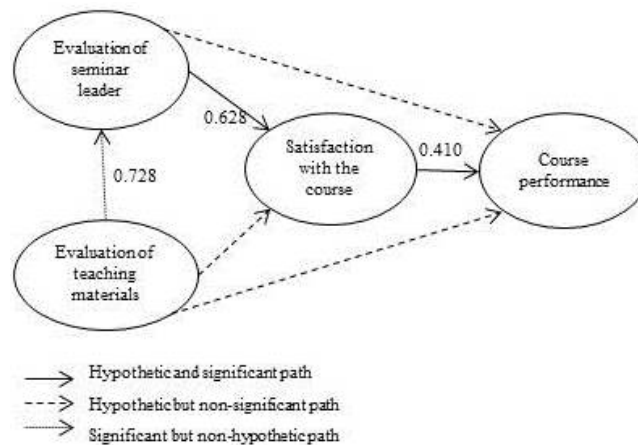 Evaluation of
seminar
leader
0.628
Satisfaction
with the
course
0.410
Course
performance
0.728
Evaluation of
teaching
materials
Hypothetic and significant path
Hypothetic but non-significant path
Significant but non-hypothetic path